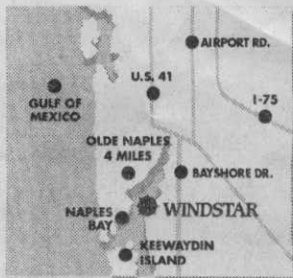 AIRPORT RD.
U.S. 41
I-75
GULF OF
MEXICO
OLDE NAPLES
4 MILES
BAYSHORE DR.
WINDSTAR
NAPLES
BAY
KEEWAYDIN
ISLAND